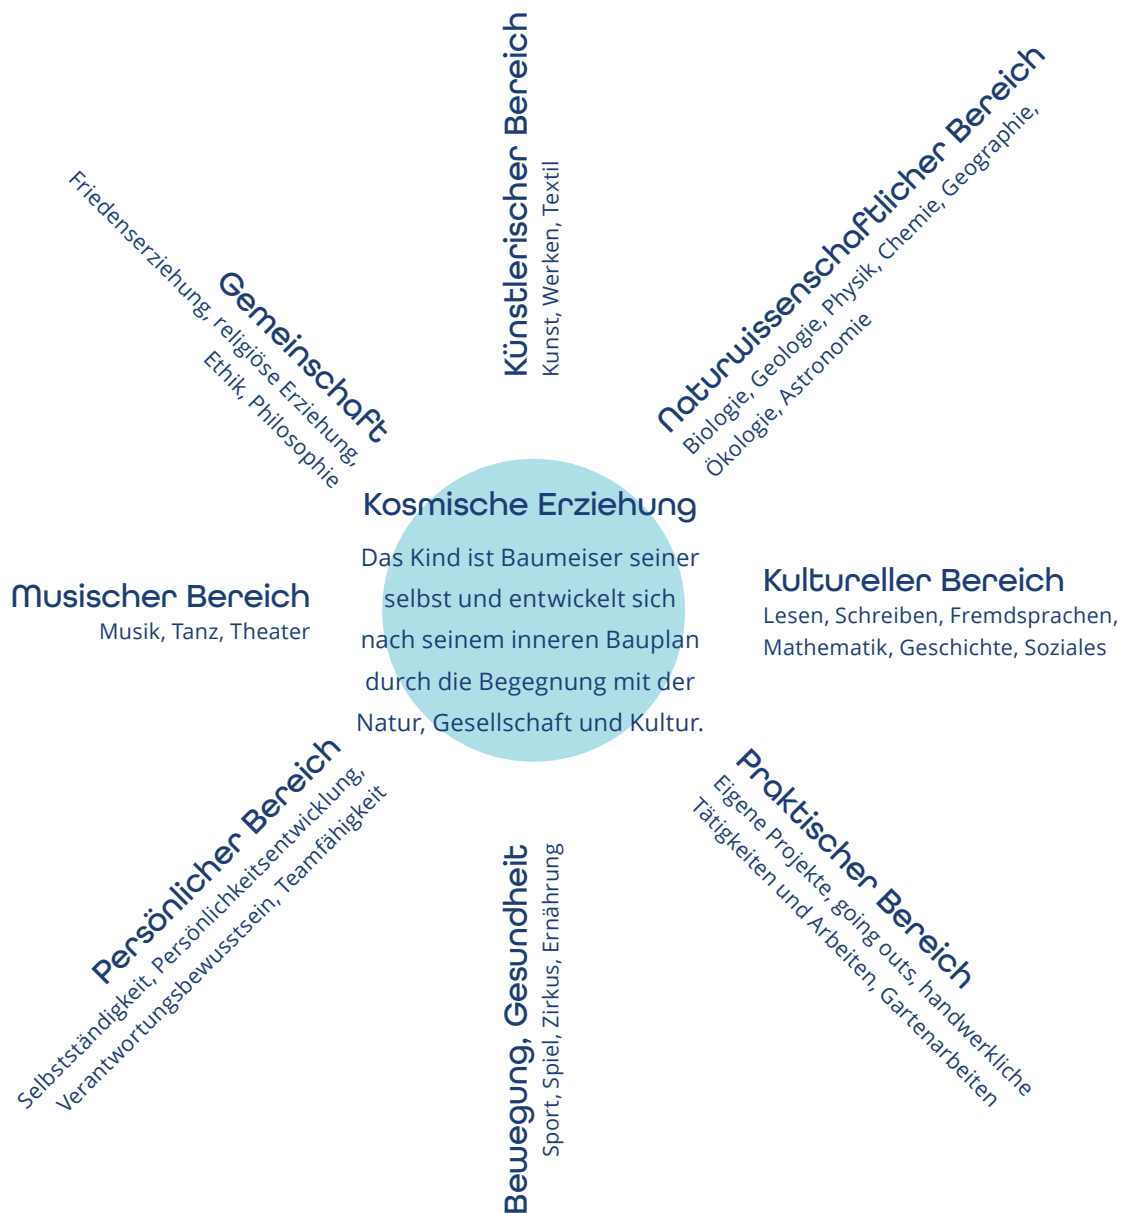 Künstlerischer Bereich
Kunst, Werken, Textil
Naturwissenschaftlicher Bereich
Biologie, Geologie, Physik, Chemie, Geographie,
Ökologie, Astronomie
Gemeinschaft
Friedenserziehung, religiöse Erziehung,
Ethik, Philosophie
Kosmische Erziehung
Das Kind ist Baumeiser seiner
selbst und entwickelt sich
nach seinem inneren Bauplan
durch die Begegnung mit der
Natur, Gesellschaft und Kultur.
Musischer Bereich
Musik, Tanz, Theater
Kultureller Bereich
Lesen, Schreiben, Fremdsprachen,
Mathematik, Geschichte, Soziales
Persönlicher Bereich
Selbstständigkeit, Persönlichkeitsentwicklung,
Verantwortungsbewusstsein, Teamfähigkeit
Bewegung, Gesundheit
Sport, Spiel, Zirkus, Ernährung
Praktischer Bereich
Eigene Projekte, going outs, handwerkliche
Tätigkeiten und Arbeiten, Gartenarbeiten